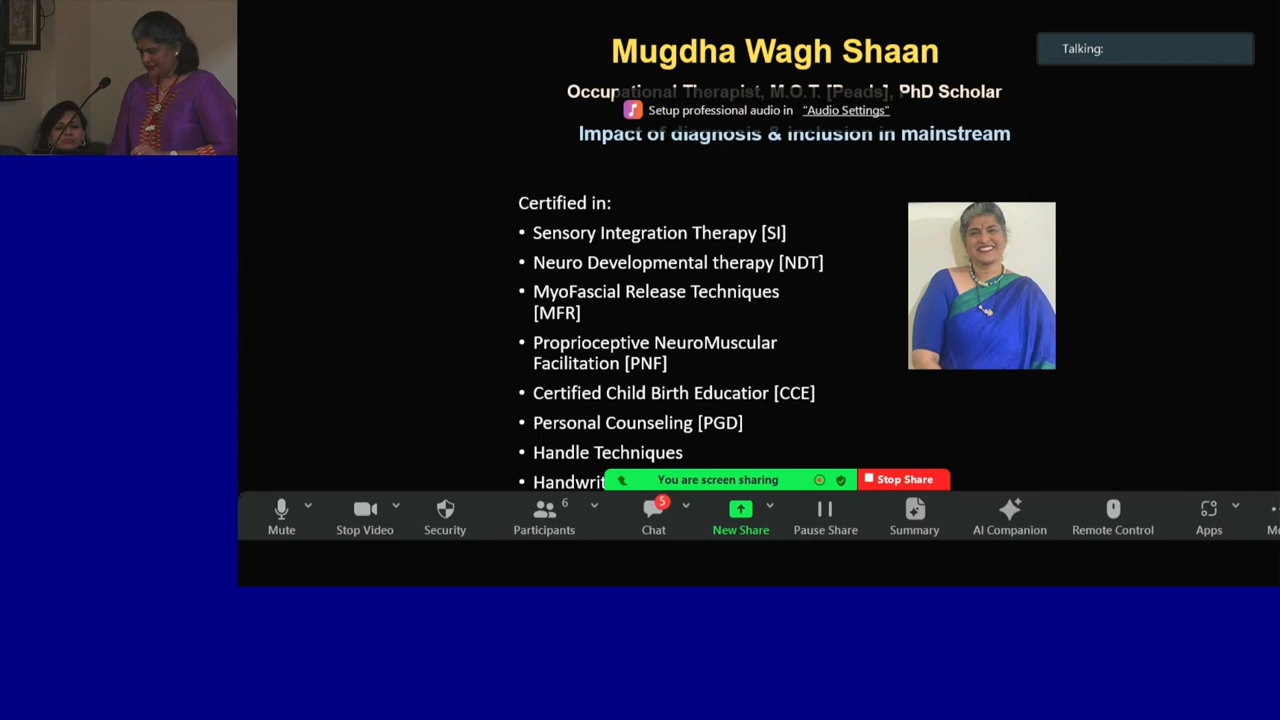 Mugdha Wagh Shaan
Talking:
Occupational Therapist, M.O.T. [Peads], PhD Scholar
Setup professional audio in "Audio Settings"
Impact of diagnosis & inclusion in mainstream
Certified in:
• Sensory Integration Therapy [SI]
• Neuro Developmental therapy [NDT]
• MyoFascial Release Techniques
[MFR]
• Proprioceptive NeuroMuscular
Facilitation [PNF]
• Certified Child Birth Educatior [CCE]
• Personal Counseling [PGD]
• Handle Techniques
• Handwrit
You are screen sharing
Stop Share
6
5
Mute
Stop Video
Security
Participants
Chat
New Share
Pause Share
Summary
AI Companion
Remote Control
Apps